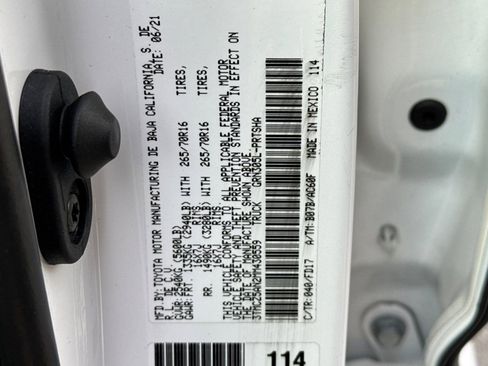 MFD.BY: TOYOTA MOTOR MANUFACTURING DE BAJA CALIFORNIA, S. DE
R.L. DE C.V. DATE: 06/21
GVWR: 2540KG (5600LB)
GAWR: FRT. 1335KG (2940LB) WITH 265/70R16 TIRES,
16X7J RIMS,
RR. 1490KG (3280LB) WITH 265/70R16 TIRES,
16X7J RIMS
THIS VEHICLE CONFORMS TO ALL APPLICABLE FEDERAL MOTOR
VEHICLE SAFETY AND THEFT PREVENTION STANDARDS IN EFFECT ON
THE DATE OF MANUFACTURE SHOWN ABOVE.
3TMCZ5AN2MM430559 TRUCK GRN305L-PRTSHA
C/TR: 040/FD17 A/TM: B07B/AC60F MADE IN MEXICO 114
114